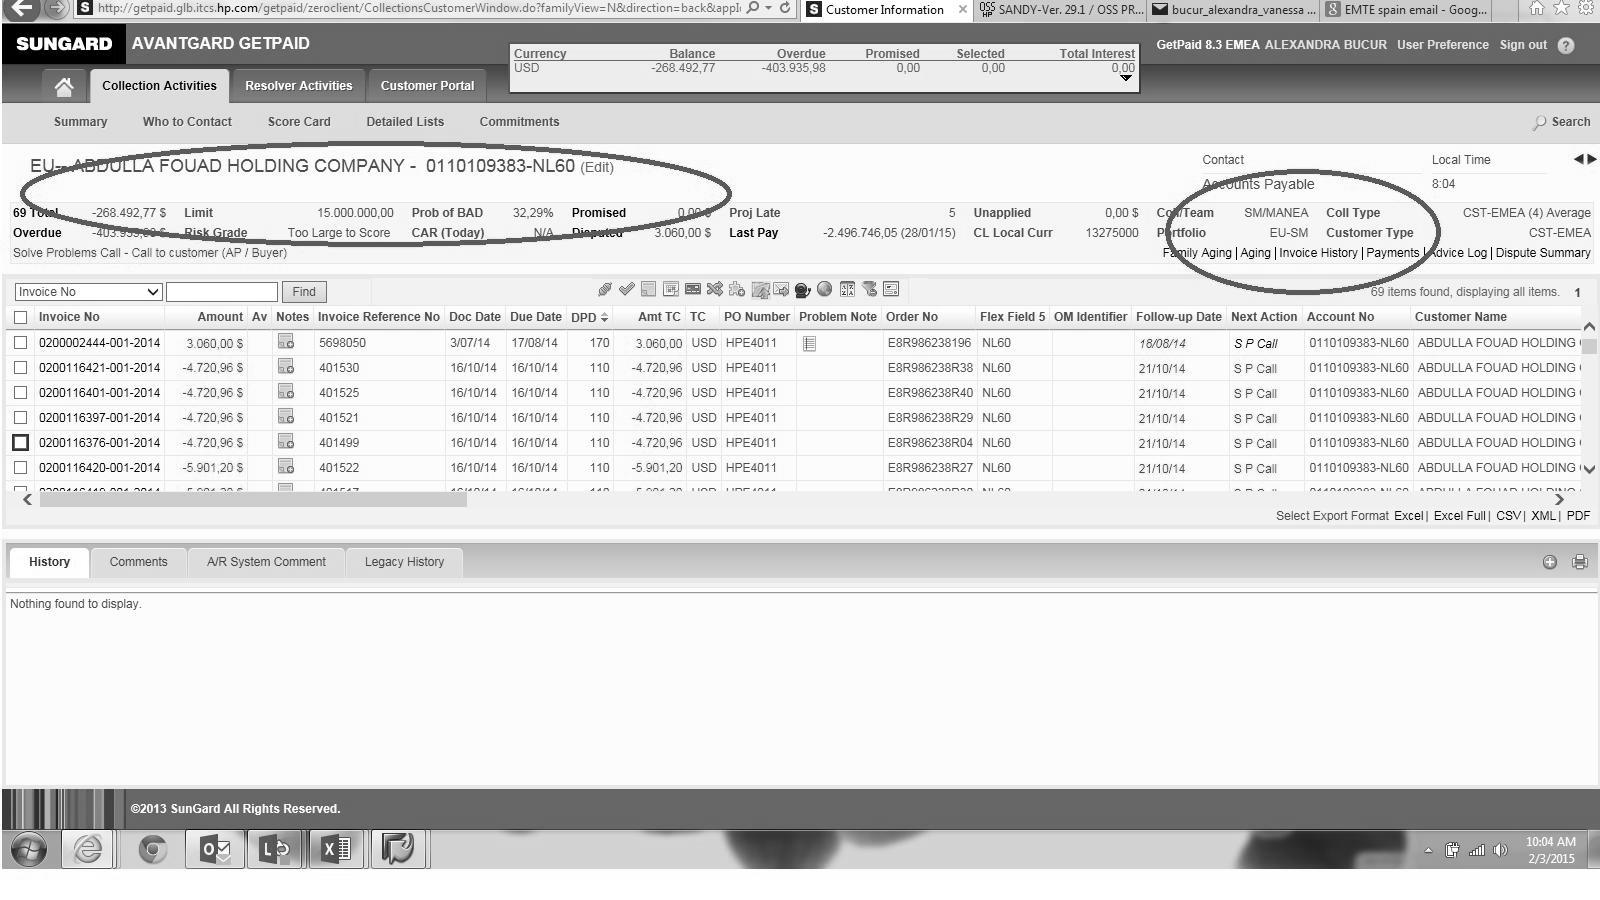 http://getpaid.glb.itcs.hp.com/getpaid/zeroclient/CollectionsCustomerWindow.do?familyView=N&direction=back&appl Customer Information SANDY-Ver. 29.1 / OSS PR... bucur_alexandra_vanessa ... EMTE spain email - Goog...
SUNGARD AVANTGARD GETPAID
Currency Balance Overdue Promised Selected Total Interest
USD -268.492,77 -403.935,98 0,00 0,00 0,00
GetPaid 8.3 EMEA ALEXANDRA BUCUR User Preference Sign out ?
Collection Activities Resolver Activities Customer Portal
Summary Who to Contact Score Card Detailed Lists Commitments Search
EU-- ABDULLA FOUAD HOLDING COMPANY - 0110109383-NL60 (Edit)
Contact Local Time
Accounts Payable 8:04
69 Total -268.492,77 $ Limit 15.000.000,00 Prob of BAD 32,29% Promised 0,00 $ Proj Late 5 Unapplied 0,00 $ Coll/Team SM/MANEA Coll Type CST-EMEA (4) Average
Overdue -403.935,98 $ Risk Grade Too Large to Score CAR (Today) N/A Disputed 3.060,00 $ Last Pay -2.496.746,05 (28/01/15) CL Local Curr 13275000 Portfolio EU-SM Customer Type CST-EMEA
Solve Problems Call - Call to customer (AP / Buyer) Family Aging | Aging | Invoice History | Payments | Advice Log | Dispute Summary
Invoice No Find 69 items found, displaying all items. 1
Invoice No Amount Av Notes Invoice Reference No Doc Date Due Date DPD Amt TC TC PO Number Problem Note Order No Flex Field 5 OM Identifier Follow-up Date Next Action Account No Customer Name
0200002444-001-2014 3.060,00 $ 5698050 3/07/14 17/08/14 170 3.060,00 USD HPE4011 E8R986238196 NL60 18/08/14 S P Call 0110109383-NL60 ABDULLA FOUAD HOLDING
0200116421-001-2014 -4.720,96 $ 401530 16/10/14 16/10/14 110 -4.720,96 USD HPE4011 E8R986238R38 NL60 21/10/14 S P Call 0110109383-NL60 ABDULLA FOUAD HOLDING
0200116401-001-2014 -4.720,96 $ 401525 16/10/14 16/10/14 110 -4.720,96 USD HPE4011 E8R986238R40 NL60 21/10/14 S P Call 0110109383-NL60 ABDULLA FOUAD HOLDING
0200116397-001-2014 -4.720,96 $ 401521 16/10/14 16/10/14 110 -4.720,96 USD HPE4011 E8R986238R29 NL60 21/10/14 S P Call 0110109383-NL60 ABDULLA FOUAD HOLDING
0200116376-001-2014 -4.720,96 $ 401499 16/10/14 16/10/14 110 -4.720,96 USD HPE4011 E8R986238R04 NL60 21/10/14 S P Call 0110109383-NL60 ABDULLA FOUAD HOLDING
0200116420-001-2014 -5.901,20 $ 401522 16/10/14 16/10/14 110 -5.901,20 USD HPE4011 E8R986238R27 NL60 21/10/14 S P Call 0110109383-NL60 ABDULLA FOUAD HOLDING
Select Export Format Excel | Excel Full | CSV | XML | PDF
History Comments A/R System Comment Legacy History
Nothing found to display.
©2013 SunGard All Rights Reserved.
10:04 AM
2/3/2015